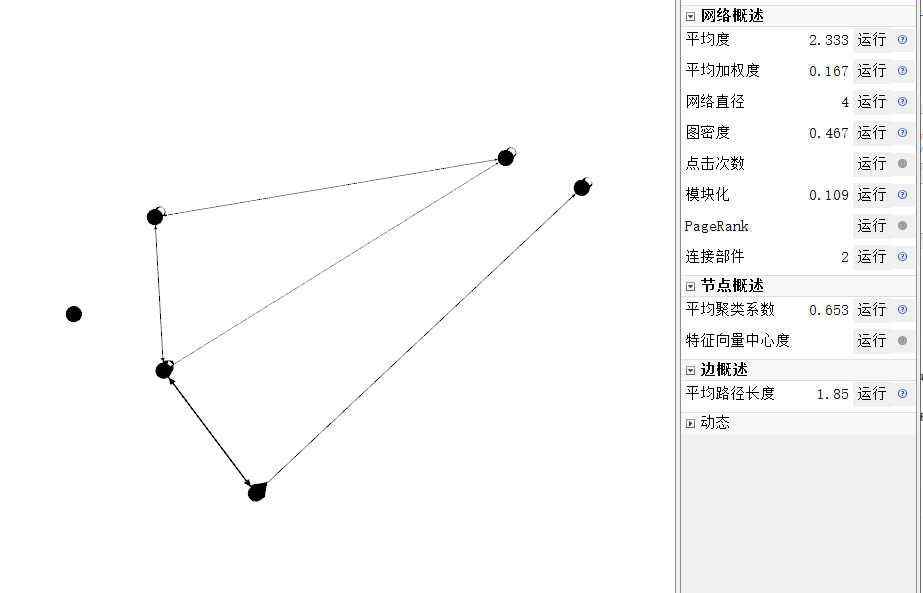 网络概述
平均度 2.333 运行
平均加权度 0.167 运行
网络直径 4 运行
图密度 0.467 运行
点击次数 运行
模块化 0.109 运行
PageRank 运行
连接部件 2 运行
节点概述
平均聚类系数 0.653 运行
特征向量中心度 运行
边概述
平均路径长度 1.85 运行
动态